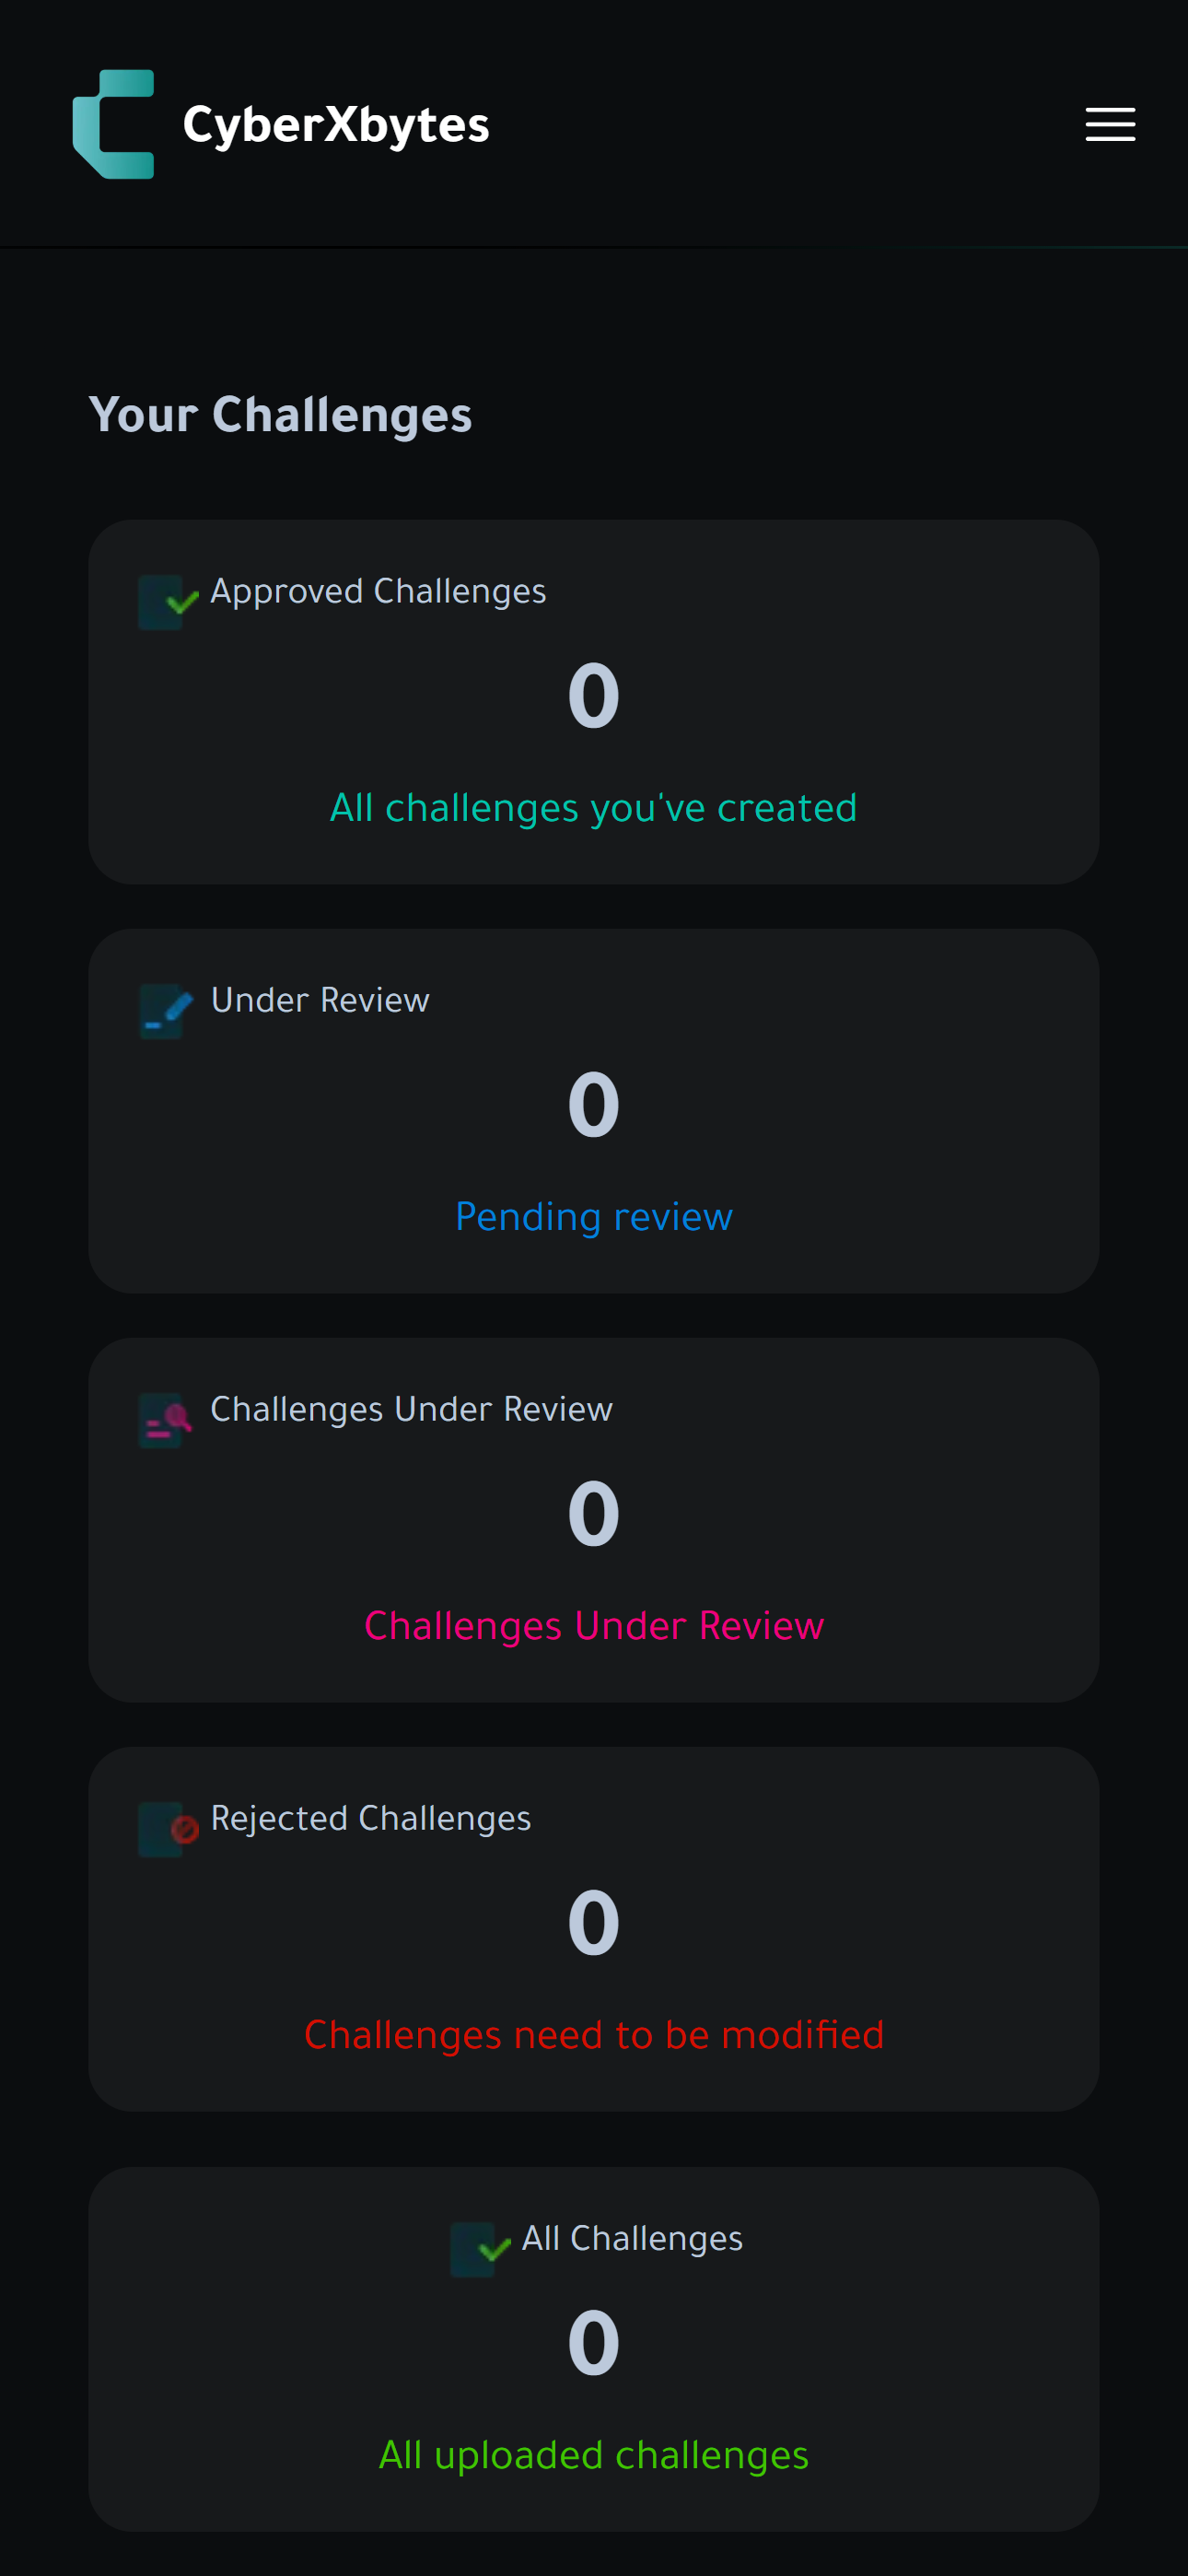 CyberXbytes
Your Challenges
Approved Challenges
0
All challenges you've created
Under Review
0
Pending review
Challenges Under Review
0
Challenges Under Review
Rejected Challenges
0
Challenges need to be modified
All Challenges
0
All uploaded challenges